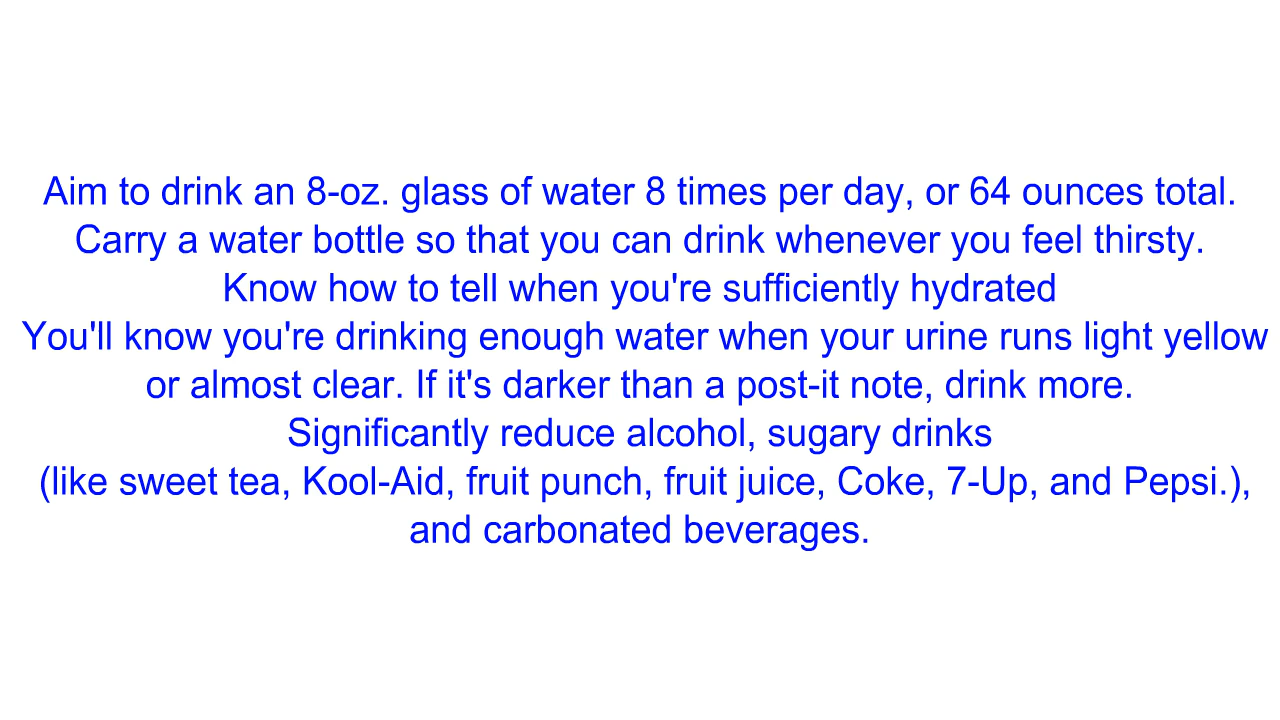 Aim to drink an 8-oz. glass of water 8 times per day, or 64 ounces total.
Carry a water bottle so that you can drink whenever you feel thirsty.
Know how to tell when you're sufficiently hydrated
You'll know you're drinking enough water when your urine runs light yellow
or almost clear. If it's darker than a post-it note, drink more.
Significantly reduce alcohol, sugary drinks
(like sweet tea, Kool-Aid, fruit punch, fruit juice, Coke, 7-Up, and Pepsi.),
and carbonated beverages.